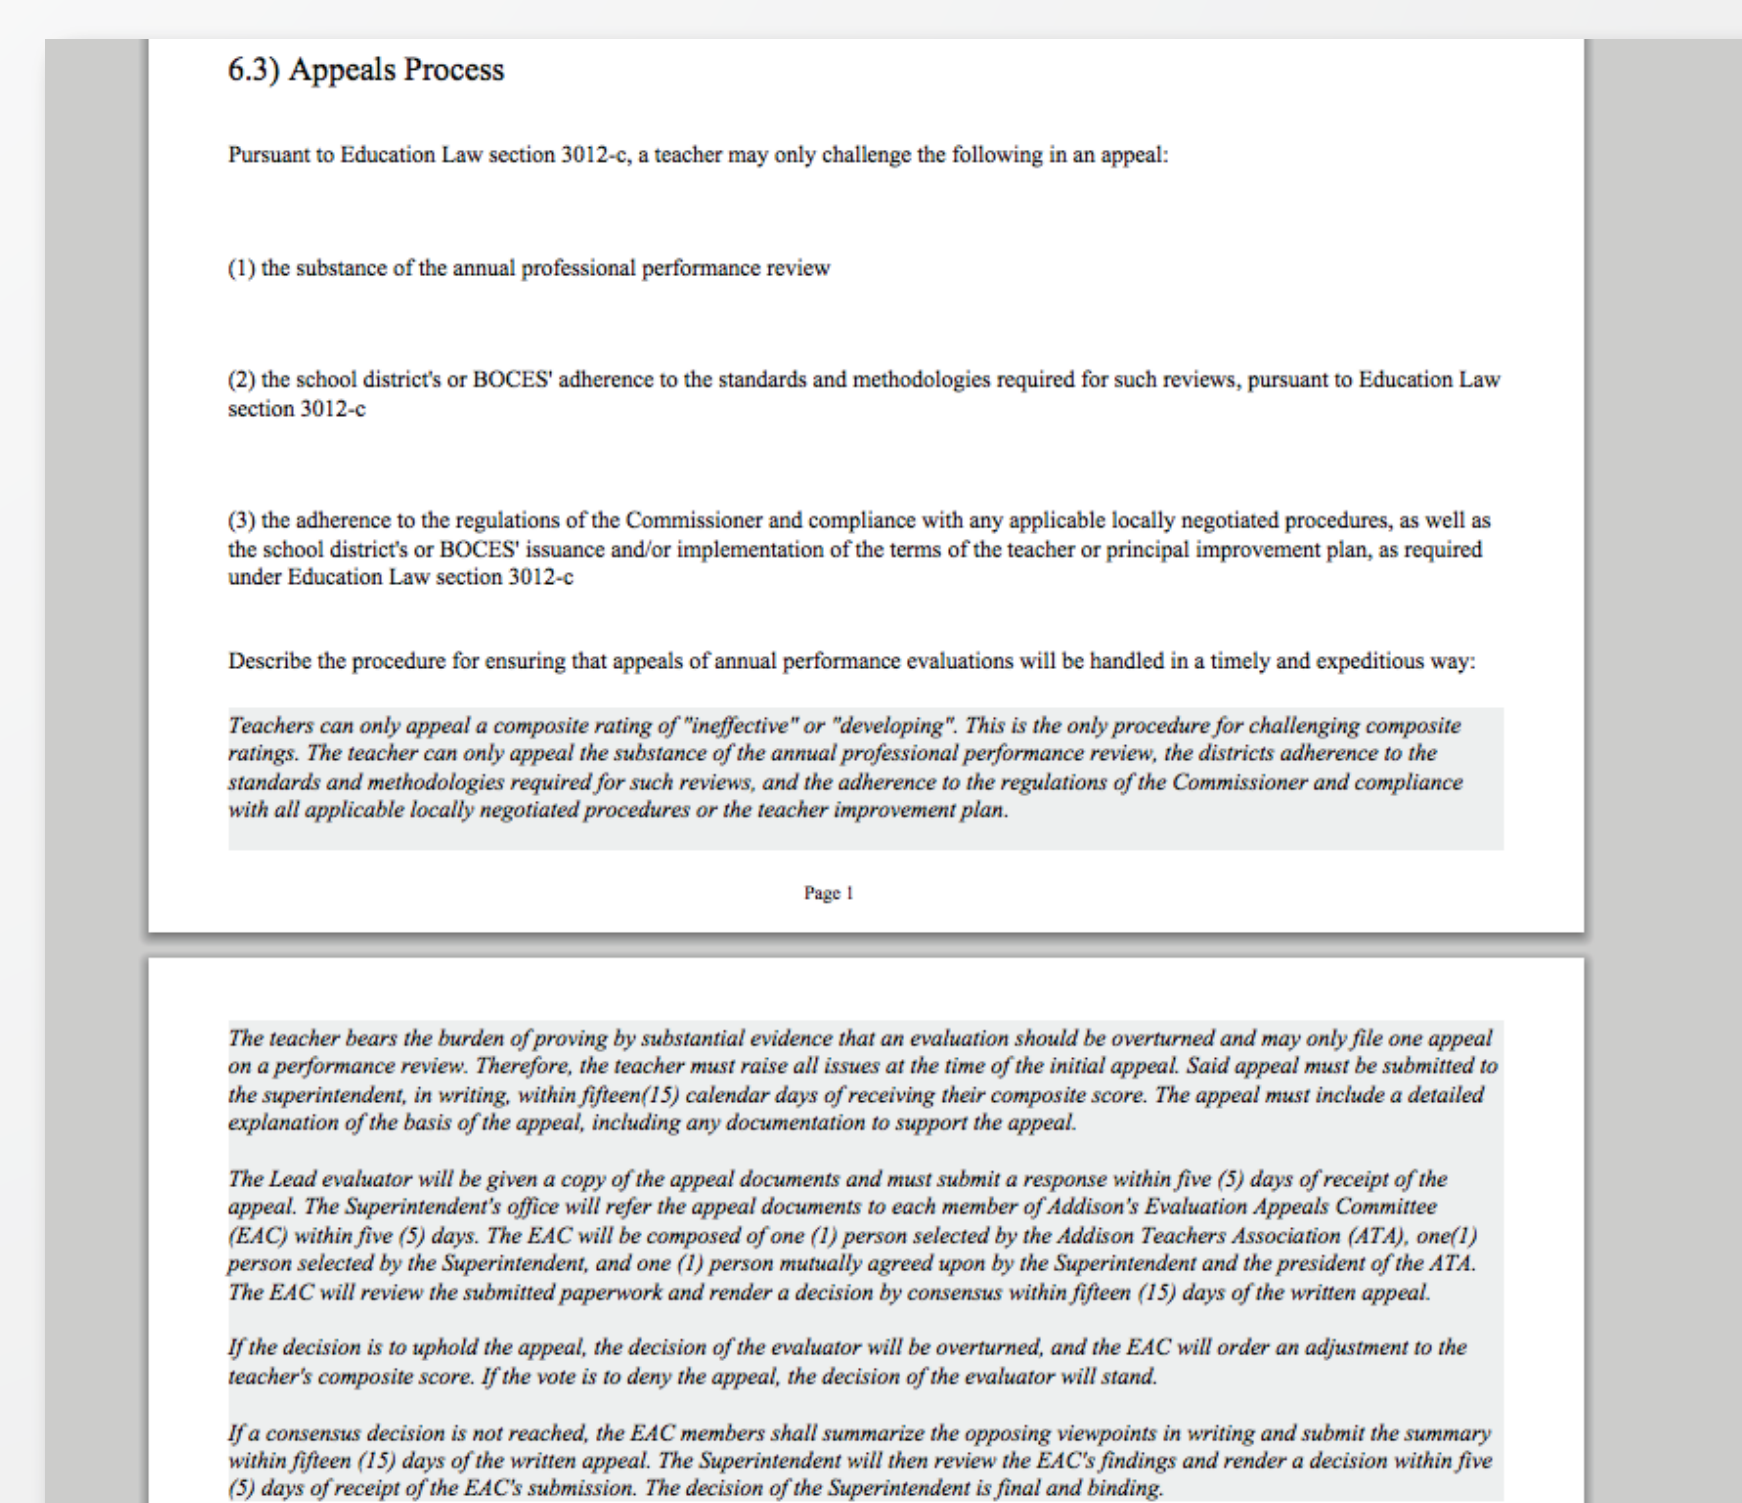 6.3) Appeals Process
Pursuant to Education Law section 3012-c, a teacher may only challenge the following in an appeal:
(1) the substance of the annual professional performance review
(2) the school district's or BOCES' adherence to the standards and methodologies required for such reviews, pursuant to Education Law
section 3012-c
(3) the adherence to the regulations of the Commissioner and compliance with any applicable locally negotiated procedures, as well as
the school district's or BOCES' issuance and/or implementation of the terms of the teacher or principal improvement plan, as required
under Education Law section 3012-c
Describe the procedure for ensuring that appeals of annual performance evaluations will be handled in a timely and expeditious way:
Teachers can only appeal a composite rating of "ineffective" or "developing". This is the only procedure for challenging composite
ratings. The teacher can only appeal the substance of the annual professional performance review, the districts adherence to the
standards and methodologies required for such reviews, and the adherence to the regulations of the Commissioner and compliance
with all applicable locally negotiated procedures or the teacher improvement plan.
Page 1
The teacher bears the burden of proving by substantial evidence that an evaluation should be overturned and may only file one appeal
on a performance review. Therefore, the teacher must raise all issues at the time of the initial appeal. Said appeal must be submitted to
the superintendent, in writing, within fifteen(15) calendar days of receiving their composite score. The appeal must include a detailed
explanation of the basis of the appeal, including any documentation to support the appeal.
The Lead evaluator will be given a copy of the appeal documents and must submit a response within five (5) days of receipt of the
appeal. The Superintendent's office will refer the appeal documents to each member of Addison's Evaluation Appeals Committee
(EAC) within five (5) days. The EAC will be composed of one (1) person selected by the Addison Teachers Association (ATA), one(1)
person selected by the Superintendent, and one (1) person mutually agreed upon by the Superintendent and the president of the ATA.
The EAC will review the submitted paperwork and render a decision by consensus within fifteen (15) days of the written appeal.
If the decision is to uphold the appeal, the decision of the evaluator will be overturned, and the EAC will order an adjustment to the
teacher's composite score. If the vote is to deny the appeal, the decision of the evaluator will stand.
If a consensus decision is not reached, the EAC members shall summarize the opposing viewpoints in writing and submit the summary
within fifteen (15) days of the written appeal. The Superintendent will then review the EAC's findings and render a decision within five
(5) days of receipt of the EAC's submission. The decision of the Superintendent is final and binding.